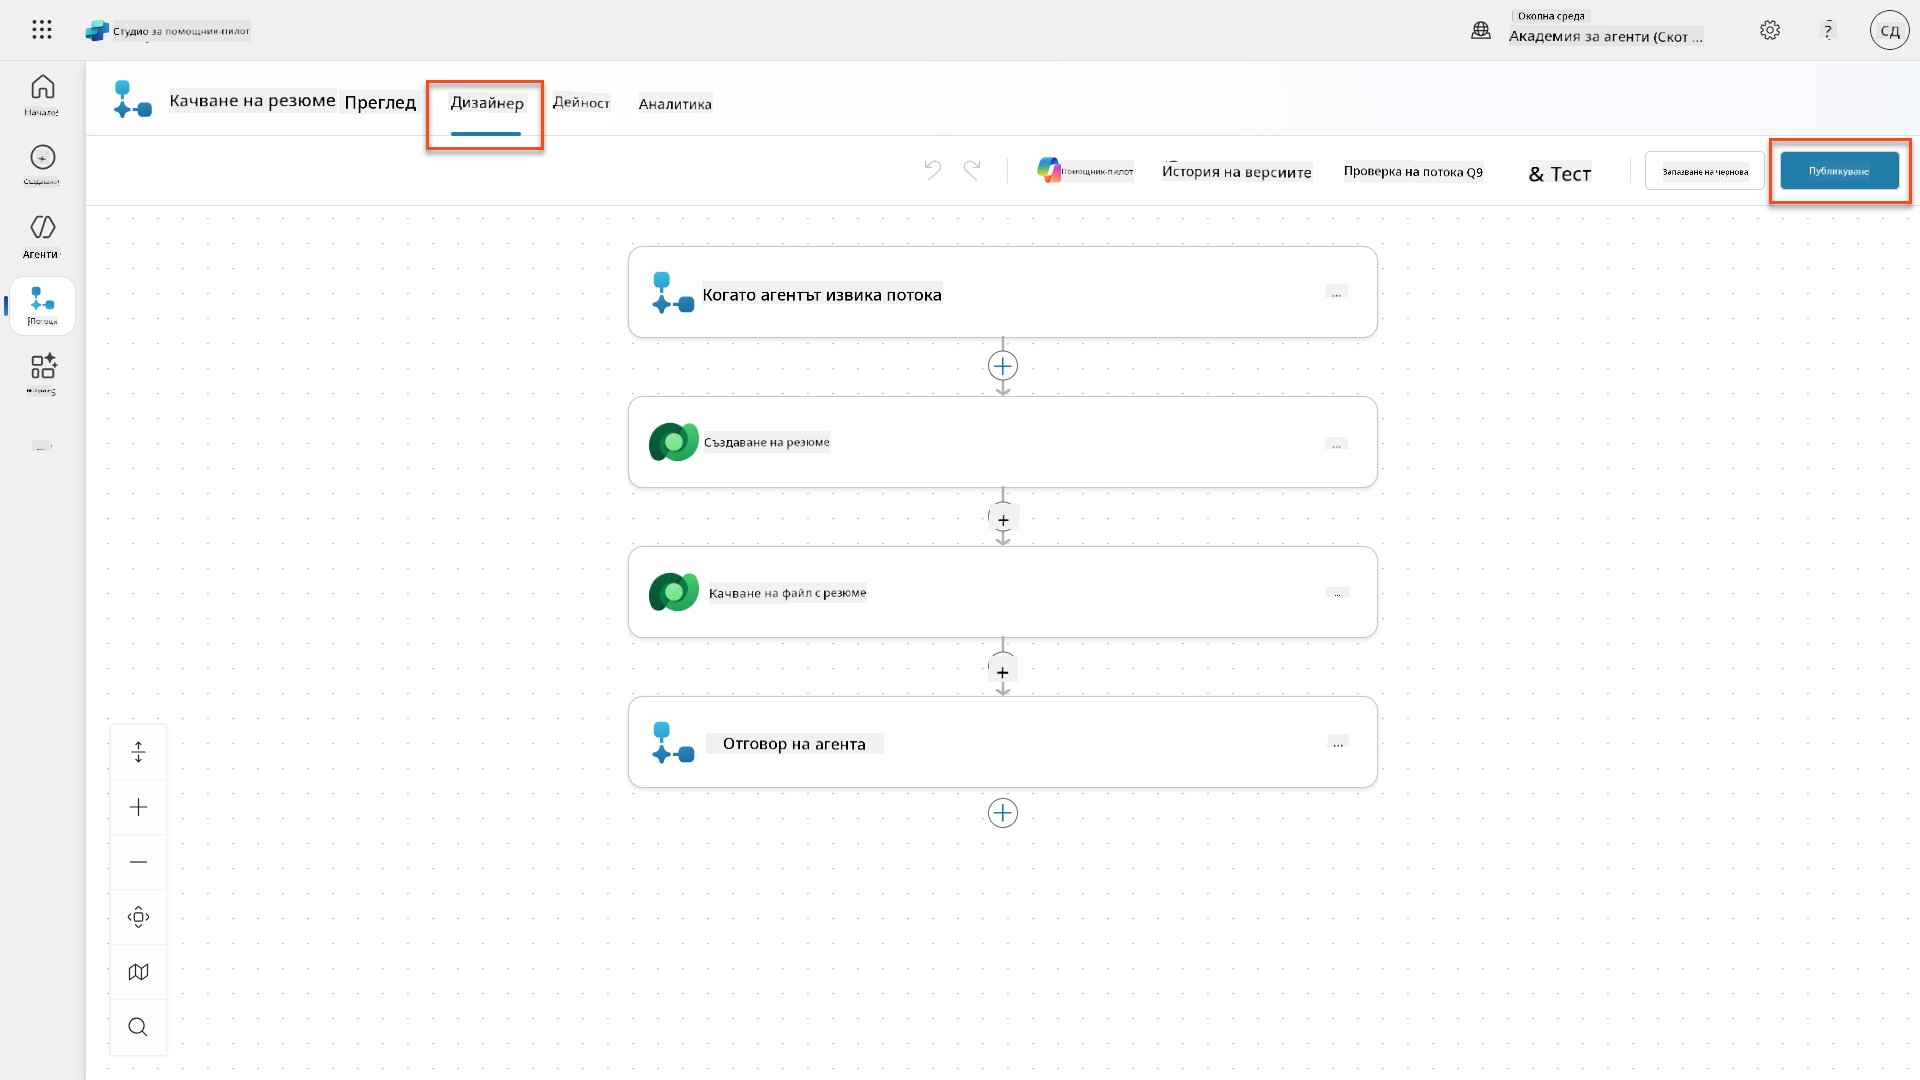 Студио за помощник-пилот
Околна среда
Академия за агенти (Скот ...
?
СД
Начало
Създаване
Агенти
Потоци
...
Качване на резюме
Преглед
Дизайнер
Дейност
Аналитика
Помощник-пилот
История на версиите
Проверка на потока Q9
& Тест
Запазване на чернова
Публикуване
Когато агентът извика потока
...
Създаване на резюме
...
Качване на файл с резюме
...
Отговор на агента
...